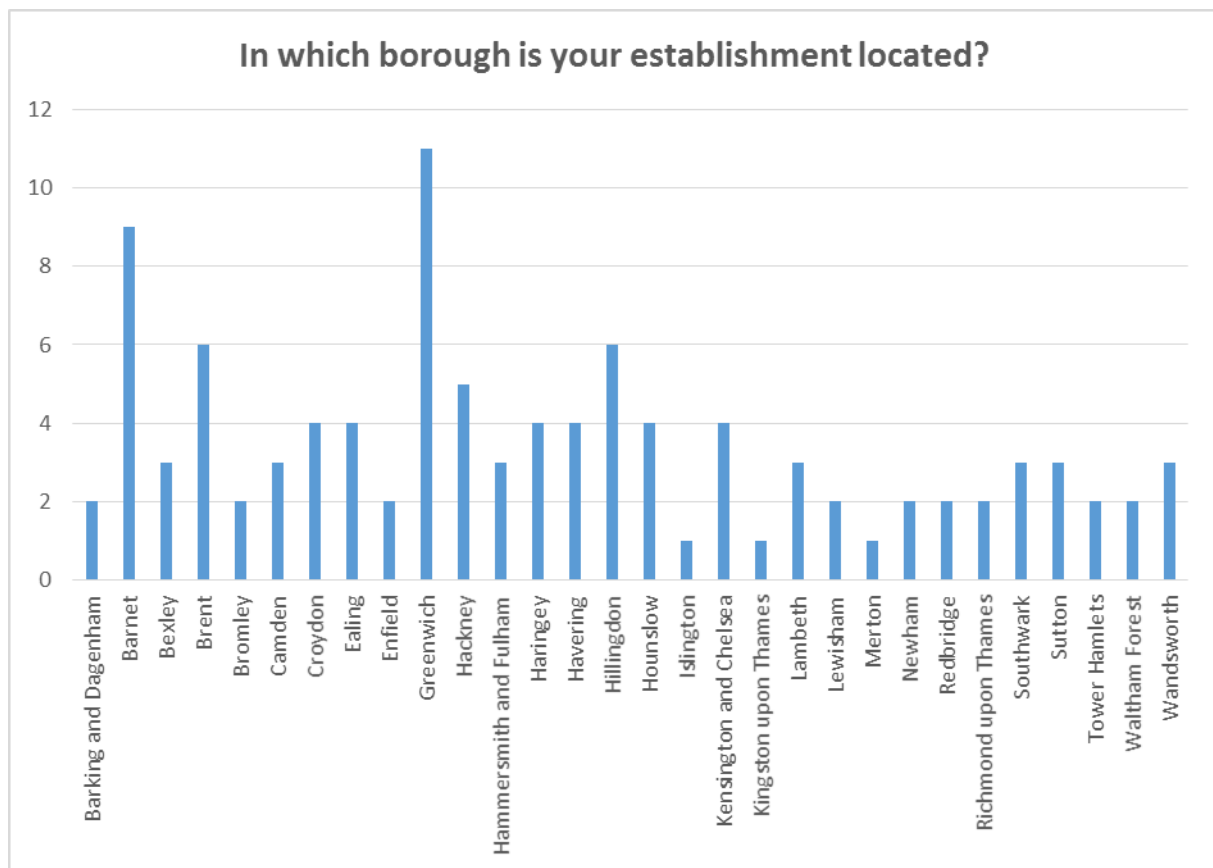 In which borough is your establishment located?
12
10
8
6
4
2
0
Barking and Dagenham
Barnet
Bexley
Brent
Bromley
Camden
Croydon
Ealing
Enfield
Greenwich
Hackney
Hammersmith and Fulham
Haringey
Havering
Hillingdon
Hounslow
Islington
Kensington and Chelsea
Kingston upon Thames
Lambeth
Lewisham
Merton
Newham
Redbridge
Richmond upon Thames
Southwark
Sutton
Tower Hamlets
Waltham Forest
Wandsworth